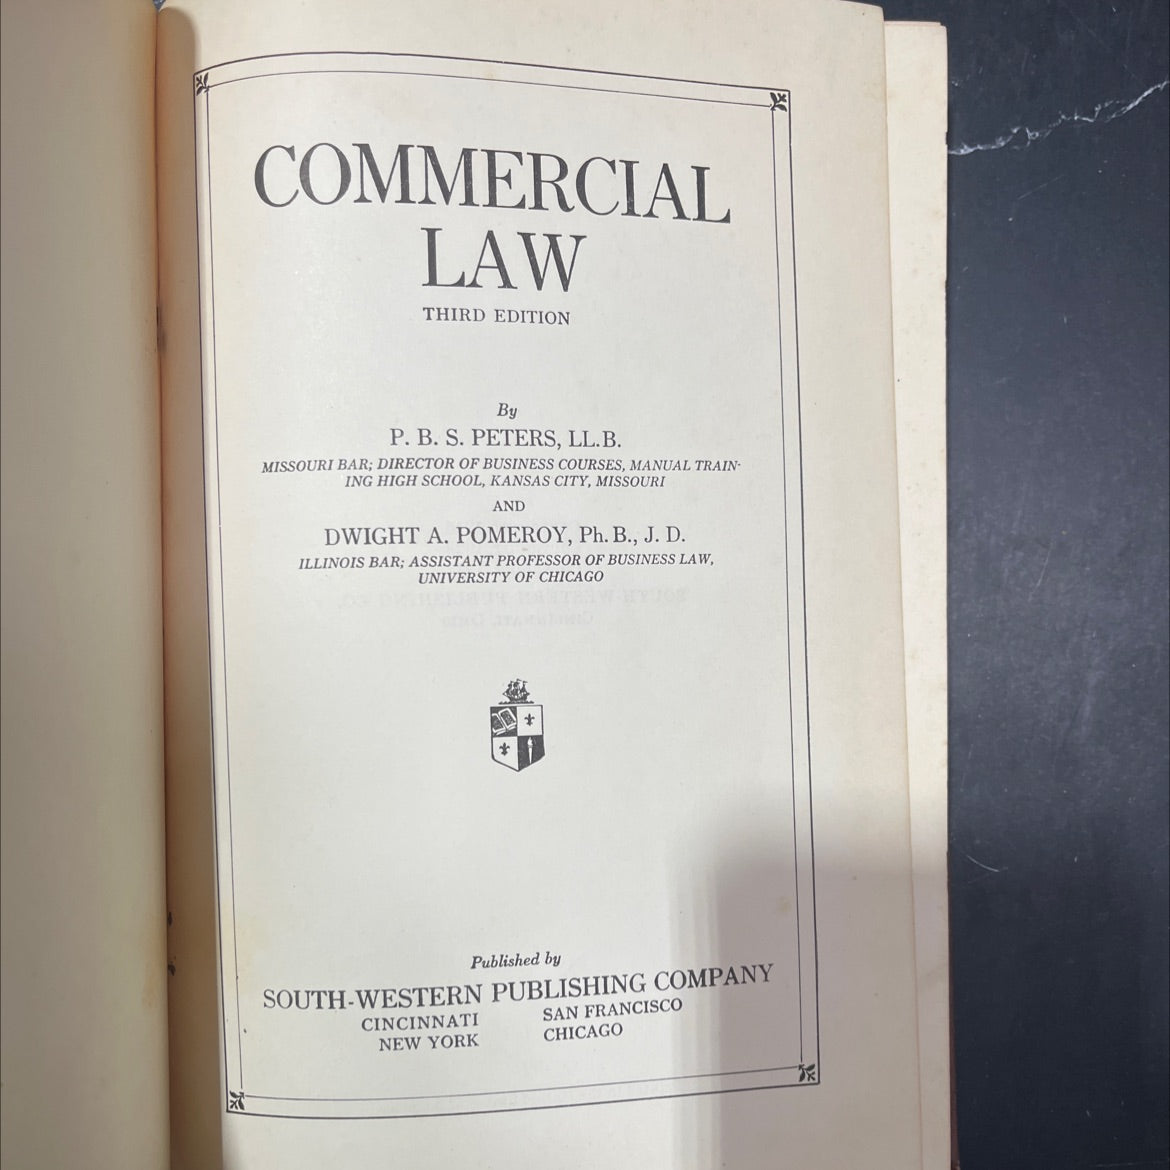 COMMERCIAL
LAW
THIRD EDITION
By
P. B. S. PETERS, LL.B.
MISSOURI BAR; DIRECTOR OF BUSINESS COURSES, MANUAL TRAIN-
ING HIGH SCHOOL, KANSAS CITY, MISSOURI
AND
DWIGHT A. POMEROY, Ph. B., J. D.
ILLINOIS BAR; ASSISTANT PROFESSOR OF BUSINESS LAW,
UNIVERSITY OF CHICAGO
Published by
SOUTH-WESTERN PUBLISHING COMPANY
CINCINNATI SAN FRANCISCO
NEW YORK CHICAGO